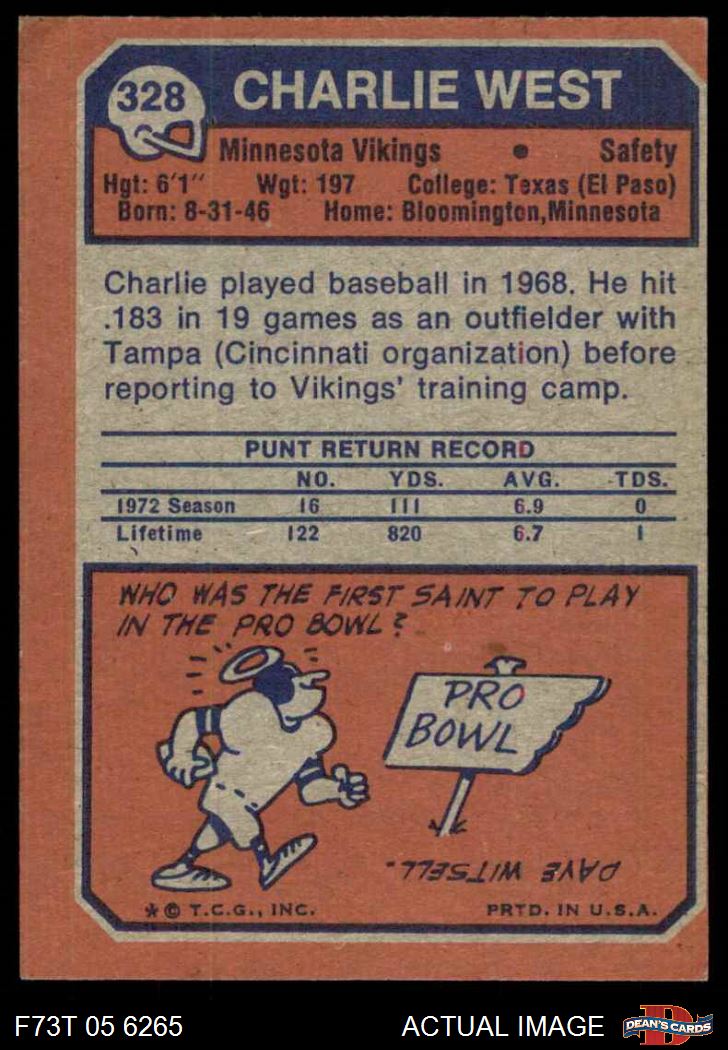 328 CHARLIE WEST
Minnesota Vikings • Safety
Hgt: 6'1" Wgt: 197 College: Texas (El Paso)
Born: 8-31-46 Home: Bloomington, Minnesota
Charlie played baseball in 1968. He hit
.183 in 19 games as an outfielder with
Tampa (Cincinnati organization) before
reporting to Vikings' training camp.
PUNT RETURN RECORD
NO. YDS. AVG. TDS.
1972 Season 16 111 6.9 0
Lifetime 122 820 6.7 1
WHO WAS THE FIRST SAINT TO PLAY
IN THE PRO BOWL?
PRO
BOWL
DAVE WITSELL.
* © T.C.G., INC. PRTD. IN U.S.A.
F73T 05 6265 ACTUAL IMAGE D DEAN'S CARDS